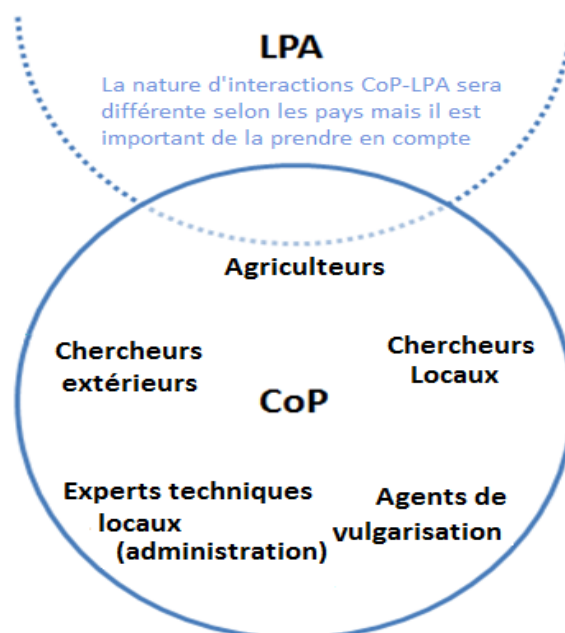 LPA
La nature d'interactions CoP-LPA sera
différente selon les pays mais il est
important de la prendre en compte
Agriculteurs
Chercheurs
extérieurs
Chercheurs
Locaux
CoP
Experts techniques
locaux
(administration)
Agents de
vulgarisation